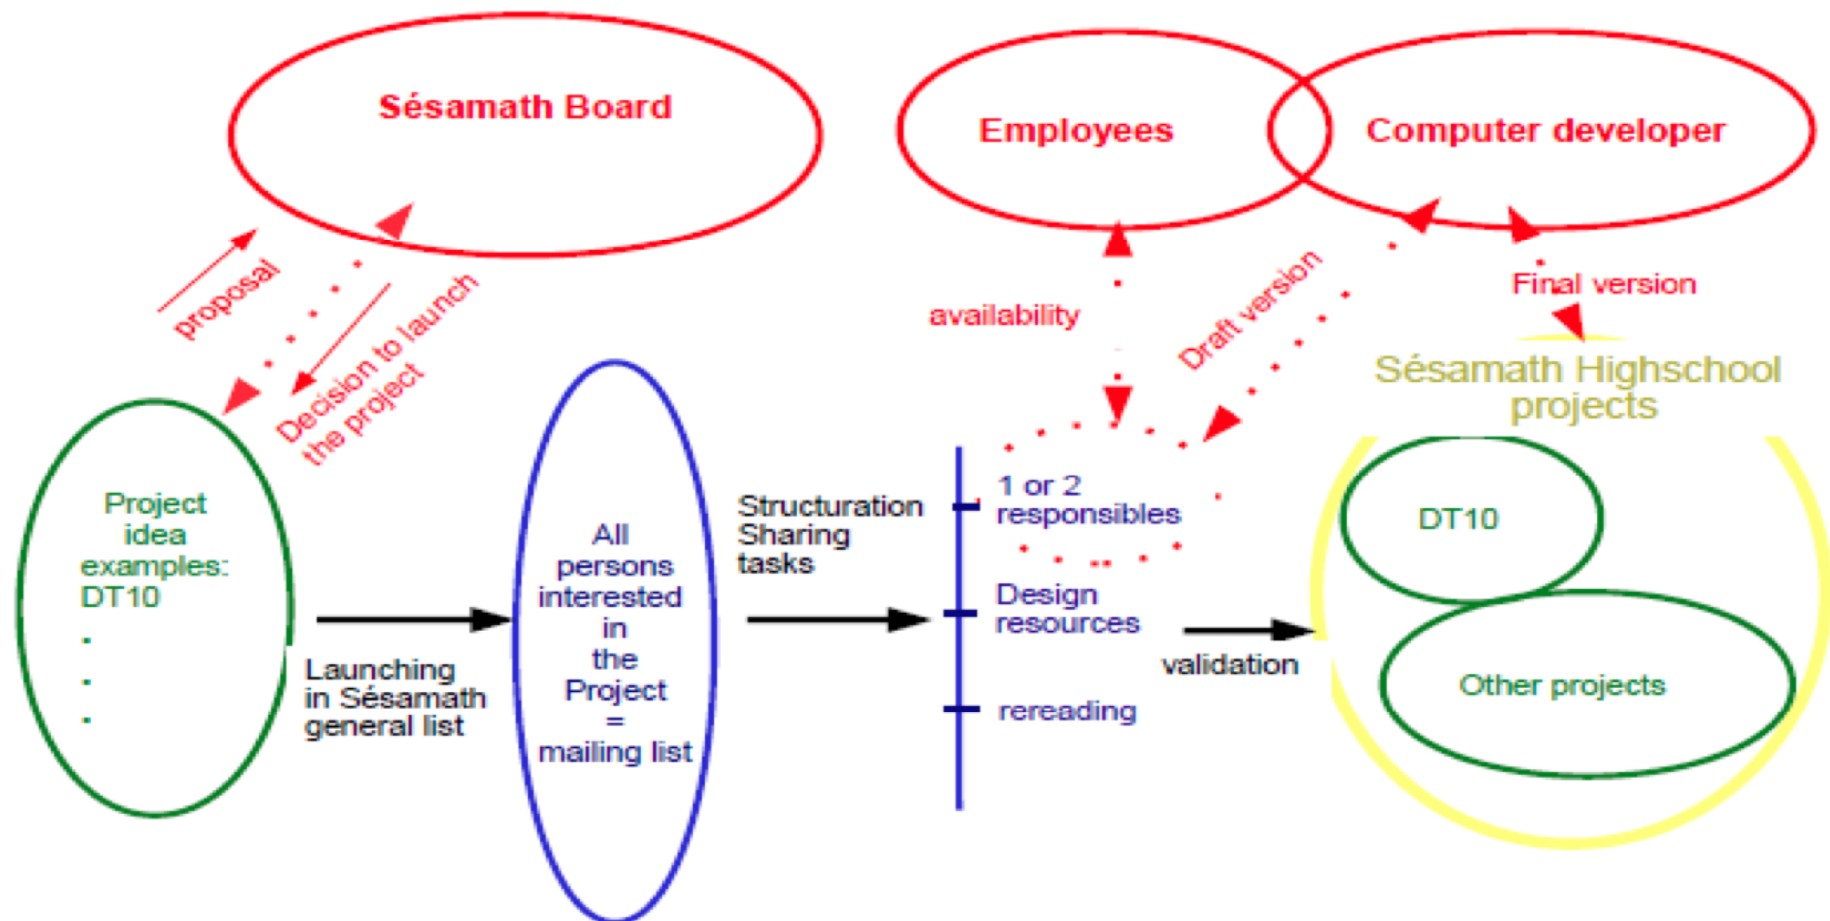 Sésamath Board
Employees
Computer developer
proposal
Decision to launch
the project
availability
Draft version
Final version
Sésamath Highschool
projects
Project
idea
examples:
DT10
.
.
.
Launching
in Sésamath
general list
All
persons
interested
in
the
Project
=
mailing list
Structuration
Sharing
tasks
1 or 2
responsibles
Design
resources
rereading
validation
DT10
Other projects